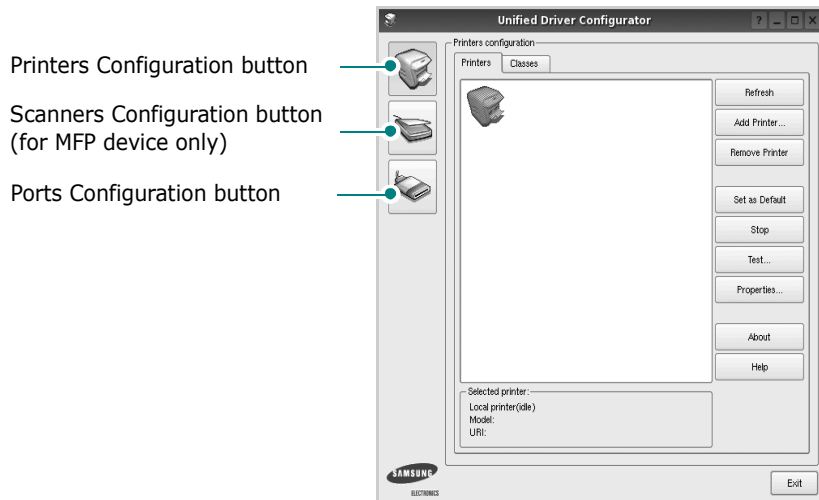 Unified Driver Configurator
Printers Configuration button
Scanners Configuration button
(for MFP device only)
Ports Configuration button
Printers configuration
Printers
Classes
Refresh
Add Printer...
Remove Printer
Set as Default
Stop
Test...
Properties...
About
Help
Selected printer:
Local printer(idle)
Model:
URI:
SAMSUNG
ELECTRONICS
Exit